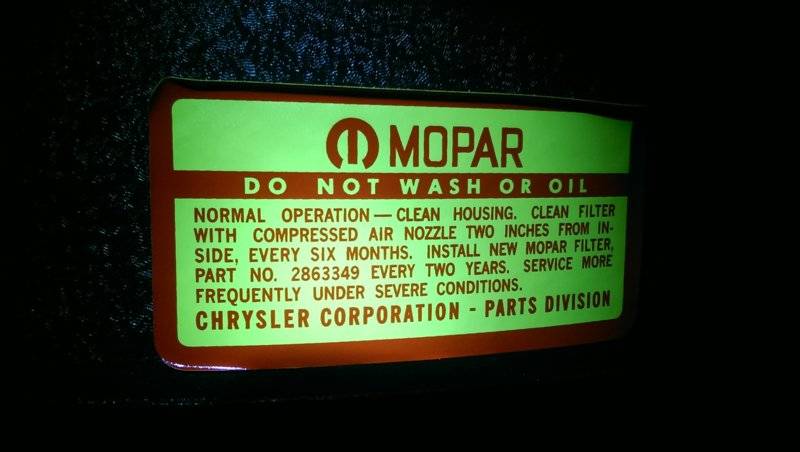 MOPAR
DO NOT WASH OR OIL
NORMAL OPERATION — CLEAN HOUSING. CLEAN FILTER
WITH COMPRESSED AIR NOZZLE TWO INCHES FROM IN-
SIDE, EVERY SIX MONTHS. INSTALL NEW MOPAR FILTER,
PART NO. 2863349 EVERY TWO YEARS. SERVICE MORE
FREQUENTLY UNDER SEVERE CONDITIONS.
CHRYSLER CORPORATION - PARTS DIVISION